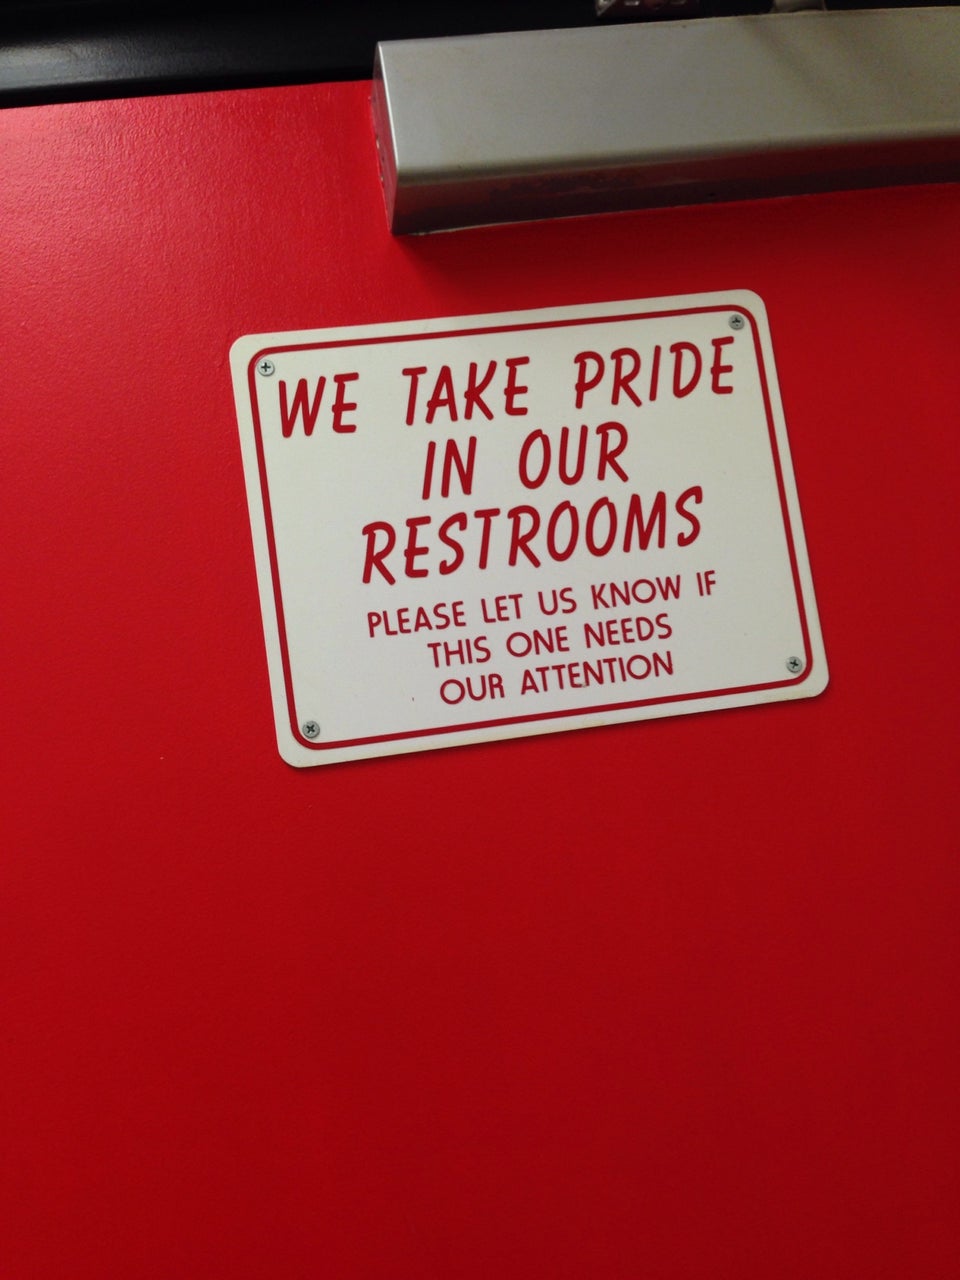 WE TAKE PRIDE
IN OUR
RESTROOMS
PLEASE LET US KNOW IF
THIS ONE NEEDS
OUR ATTENTION